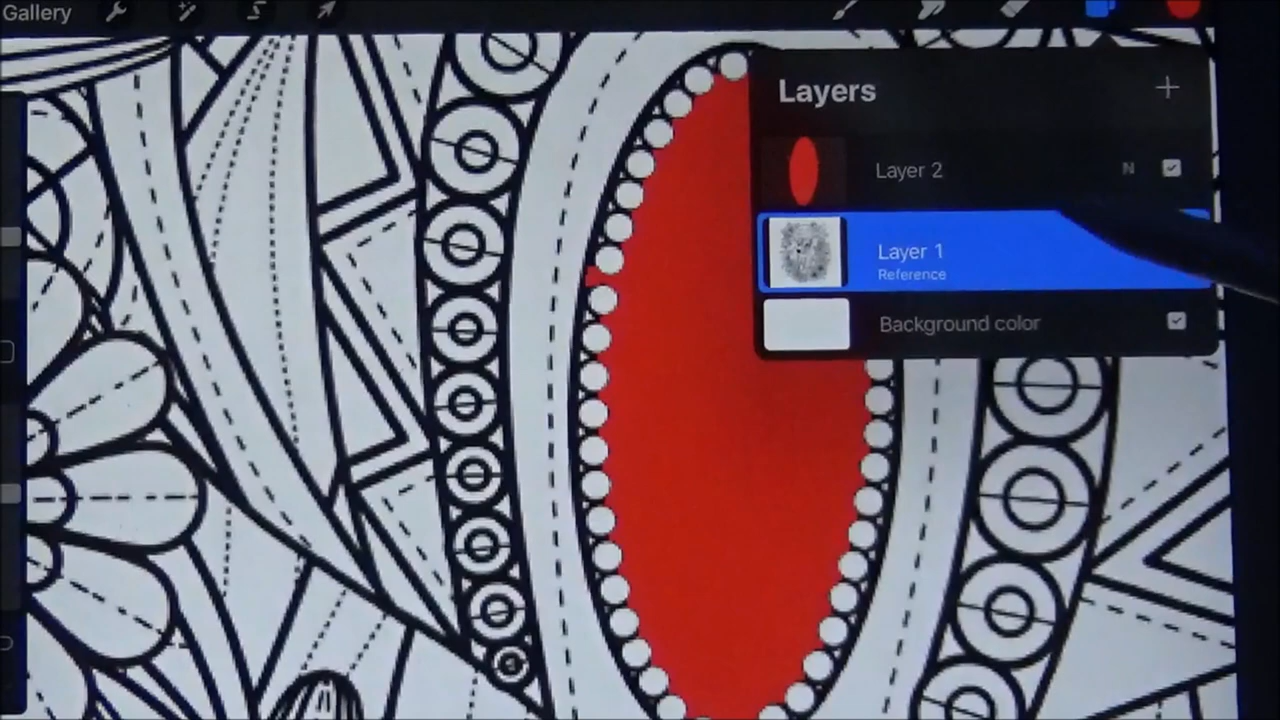 Gallery
Layers
Layer 2
N
Layer 1
Reference
Background color